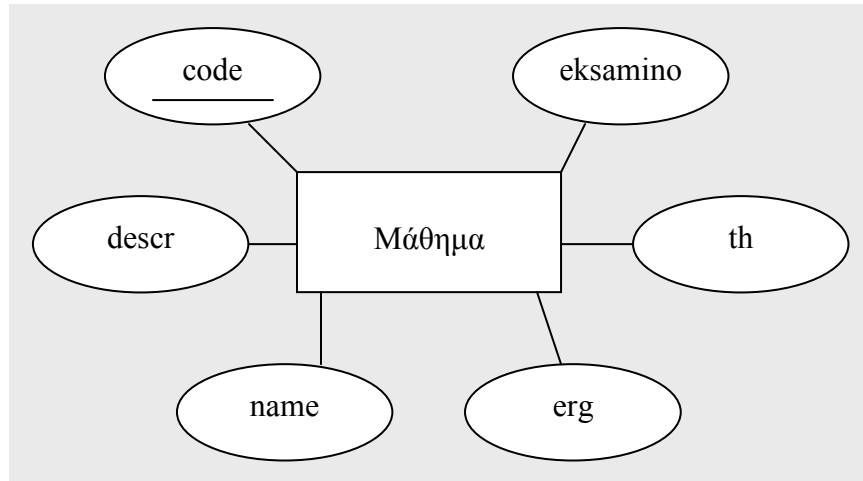 code
eksamino
descr
Μάθημα
th
name
erg